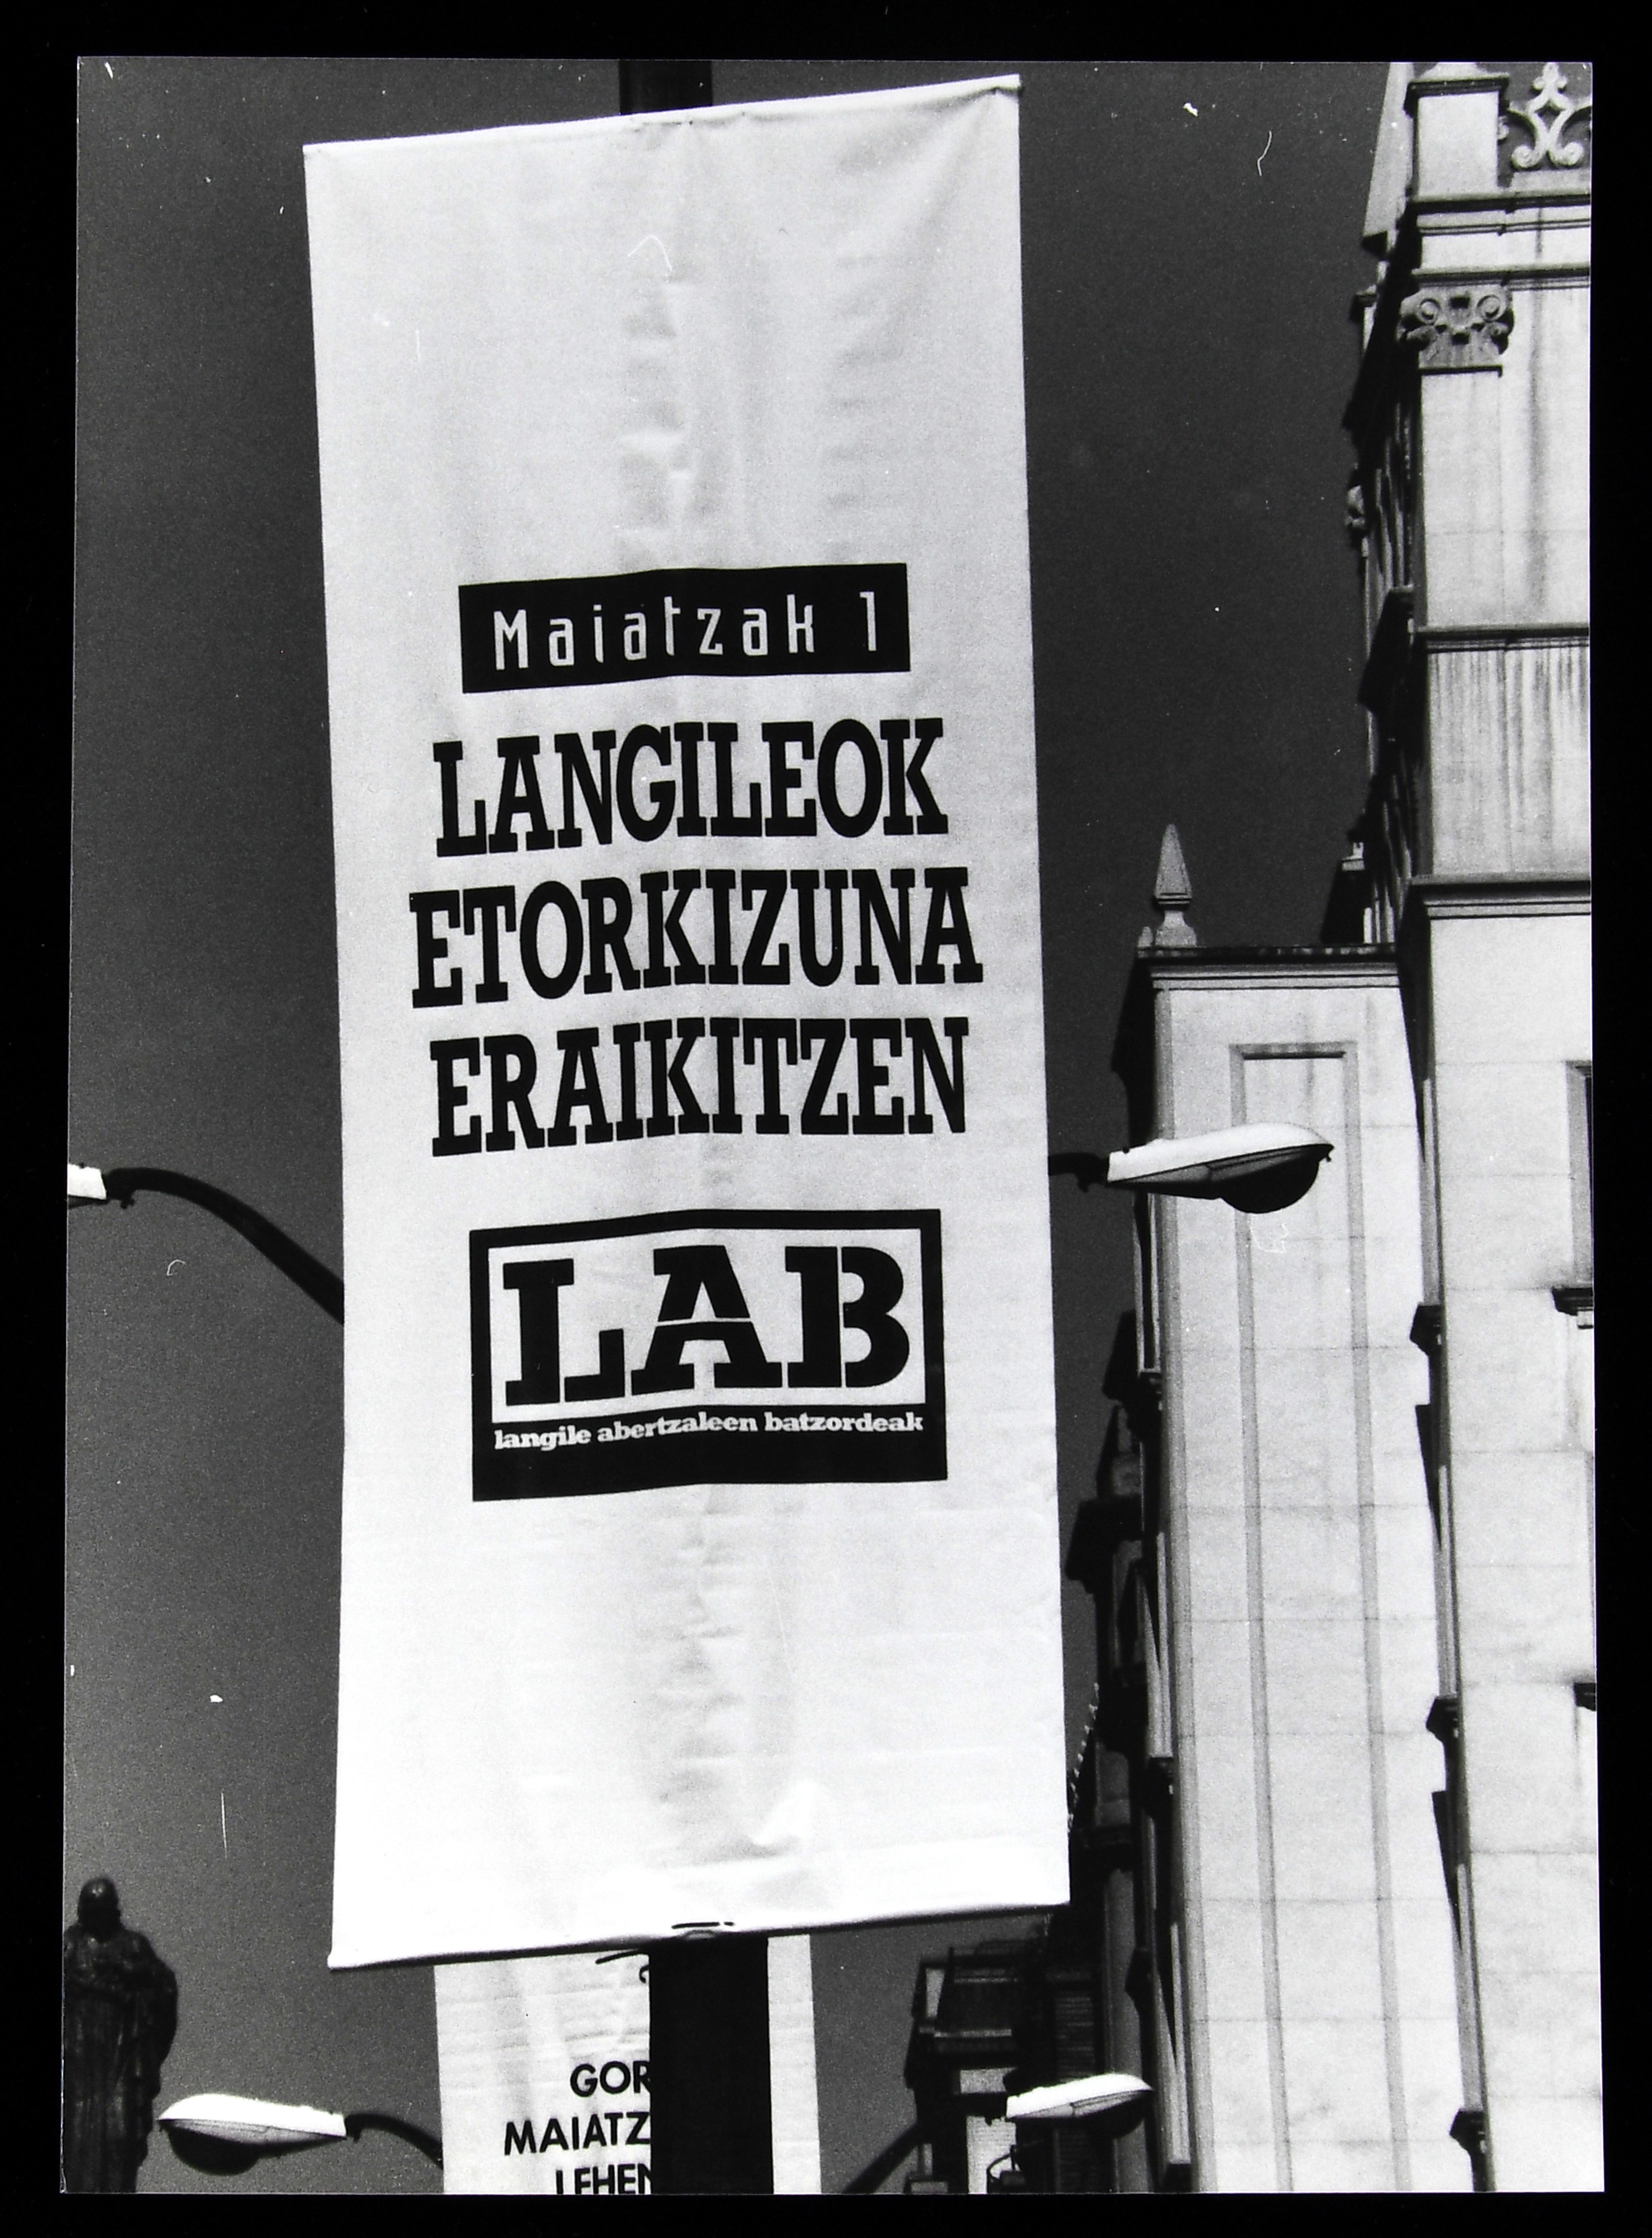 Maiatzak 1
LANGILEOK
ETORKIZUNA
ERAIKITZEN
LAB
langile abertzaleen batzordeak
GOR
MAIATZ
LEHEN